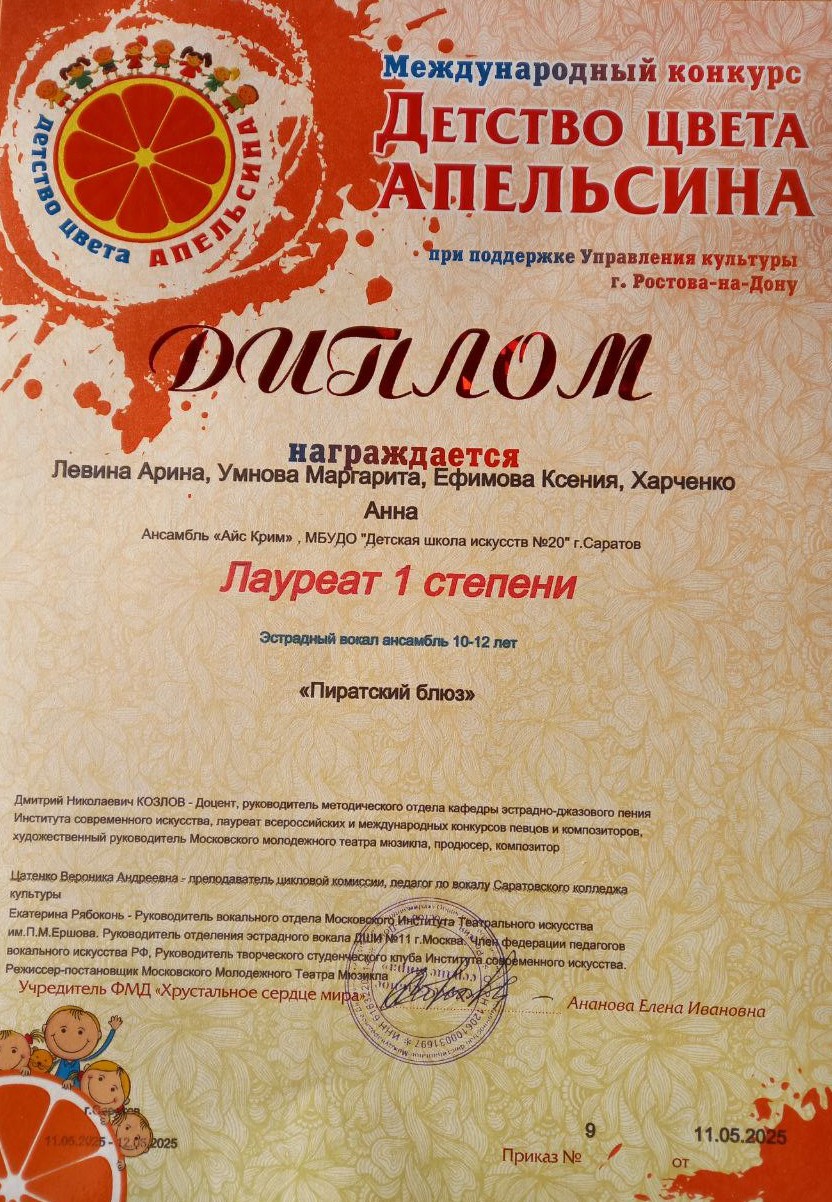 детство цвета АПЕЛЬСИНА
Международный конкурс
ДЕТСТВО ЦВЕТА
АПЕЛЬСИНА
при поддержке Управления культуры
г. Ростова-на-Дону
ДИПЛОМ
награждается
Левина Арина, Умнова Маргарита, Ефимова Ксения, Харченко
Анна
Ансамбль «Айс Крим» , МБУДО "Детская школа искусств №20" г.Саратов
Лауреат 1 степени
Эстрадный вокал ансамбль 10-12 лет
«Пиратский блюз»
Дмитрий Николаевич КОЗЛОВ - Доцент, руководитель методического отдела кафедры эстрадно-джазового пения
Института современного искусства, лауреат всероссийских и международных конкурсов певцов и композиторов,
художественный руководитель Московского молодежного театра мюзикла, продюсер, композитор
Цатенко Вероника Андреевна - преподаватель цикловой комиссии, педагог по вокалу Саратовского колледжа
культуры
Екатерина Рябоконь - Руководитель вокального отдела Московского Института Театрального искусства
им.П.М.Ершова. Руководитель отделения эстрадного вокала ДШИ №11 г.Москва. Член федерации педагогов
вокального искусства РФ, Руководитель творческого студенческого клуба Института современного искусства.
Режиссер-постановщик Московского Молодежного Театра Мюзикла
Учредитель ФМД «Хрустальное сердце мира» Ананова Елена Ивановна
г.Саратов
11.05.2025 - 12.05.2025
Приказ № 9 от 11.05.2025